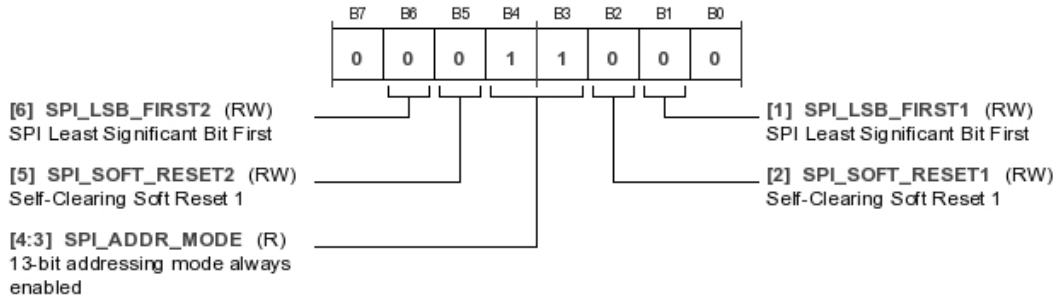 B7 B6 B5 B4 B3 B2 B1 B0
0 0 0 1 1 0 0 0
[6] SPI_LSB_FIRST2 (RW)
SPI Least Significant Bit First
[5] SPI_SOFT_RESET2 (RW)
Self-Clearing Soft Reset 1
[4:3] SPI_ADDR_MODE (R)
13-bit addressing mode always
enabled
[1] SPI_LSB_FIRST1 (RW)
SPI Least Significant Bit First
[2] SPI_SOFT_RESET1 (RW)
Self-Clearing Soft Reset 1